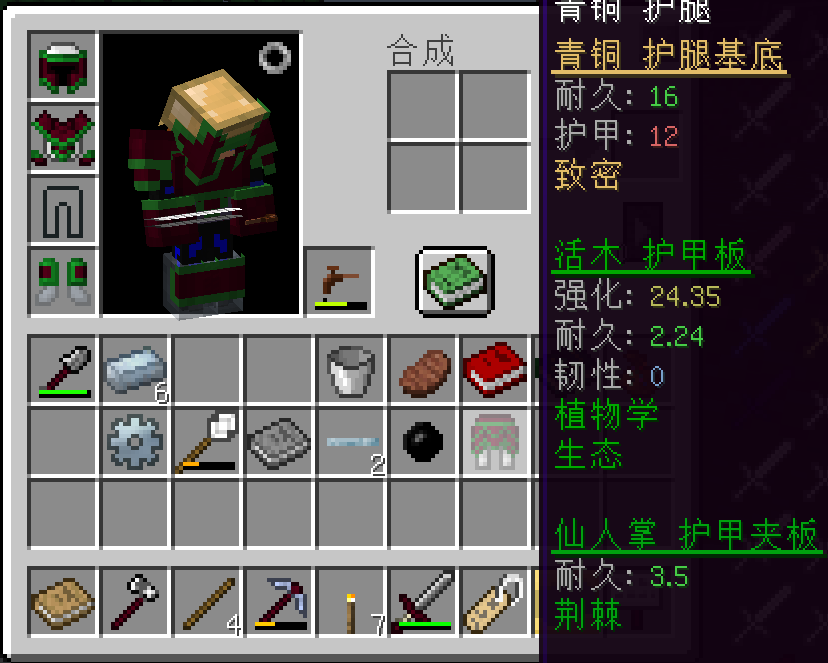 合成
青铜 护腿
青铜 护腿基底
耐久: 16
护甲: 12
致密
活木 护甲板
强化: 24.35
耐久: 2.24
韧性: 0
植物学
生态
仙人掌 护甲夹板
耐久: 3.5
荆棘
6
2
4
7